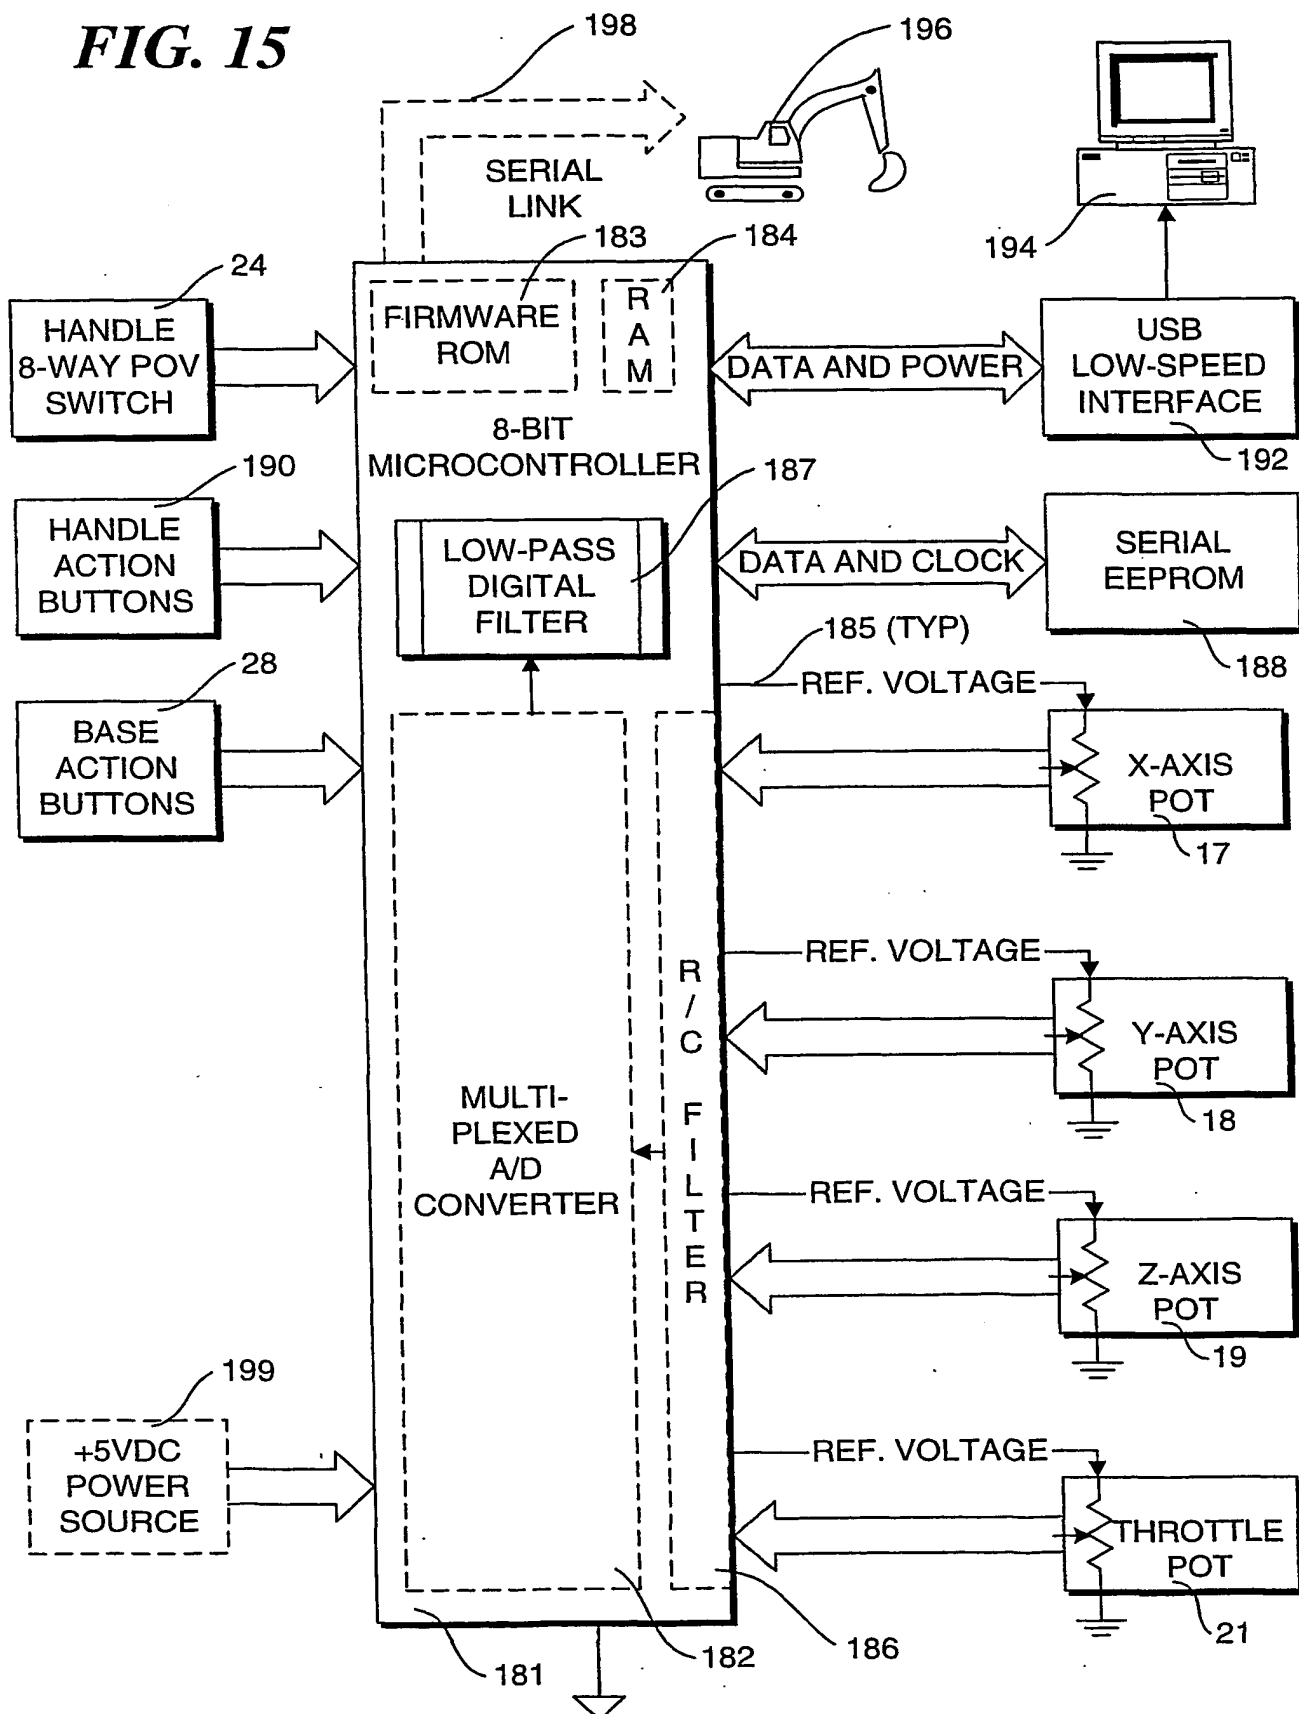 FIG. 15
198
196
SERIAL
LINK
194
24
HANDLE
8-WAY POV
SWITCH
183
184
FIRMWARE
ROM
RAM
DATA AND POWER
USB
LOW-SPEED
INTERFACE
192
8-BIT
MICROCONTROLLER
190
HANDLE
ACTION
BUTTONS
187
LOW-PASS
DIGITAL
FILTER
DATA AND CLOCK
SERIAL
EEPROM
188
185 (TYP)
28
BASE
ACTION
BUTTONS
REF. VOLTAGE
X-AXIS
POT
17
REF. VOLTAGE
Y-AXIS
POT
18
R/C FILTER
MULTI-
PLEXED
A/D
CONVERTER
REF. VOLTAGE
Z-AXIS
POT
19
199
+5VDC
POWER
SOURCE
REF. VOLTAGE
THROTTLE
POT
21
181
182
186